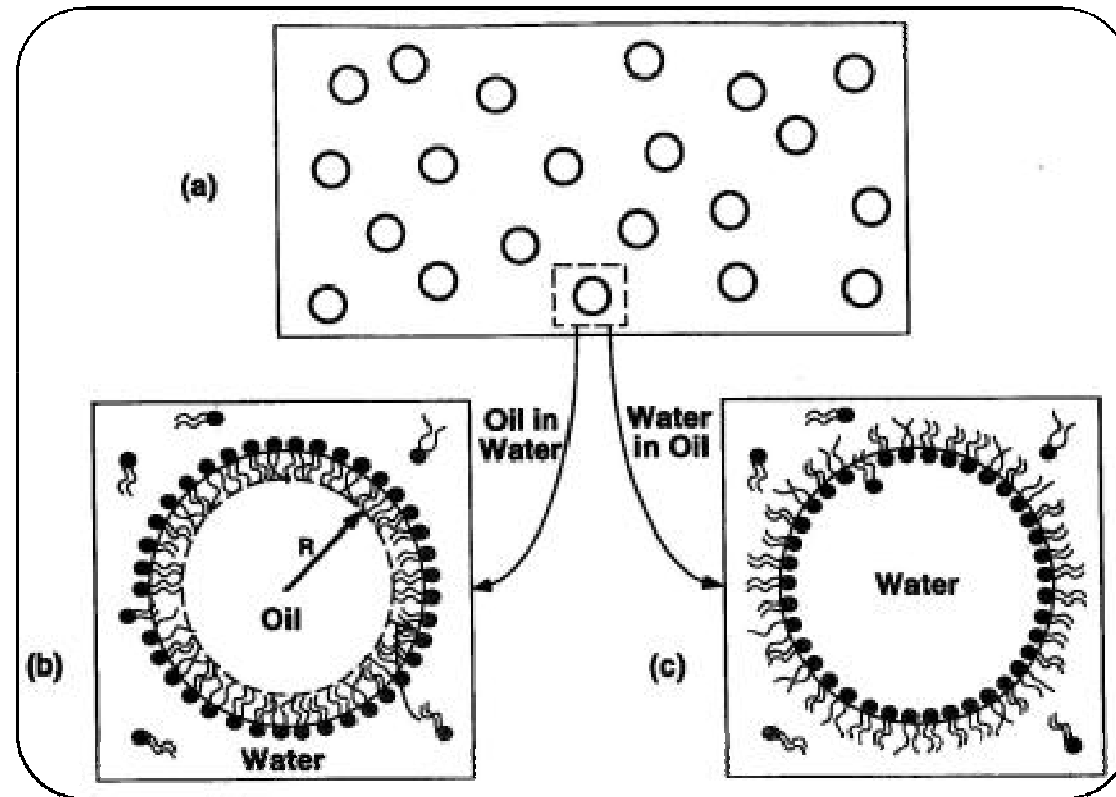 (a)
Oil in
Water
Water
in Oil
R
Oil
Water
(b)
Water
(c)